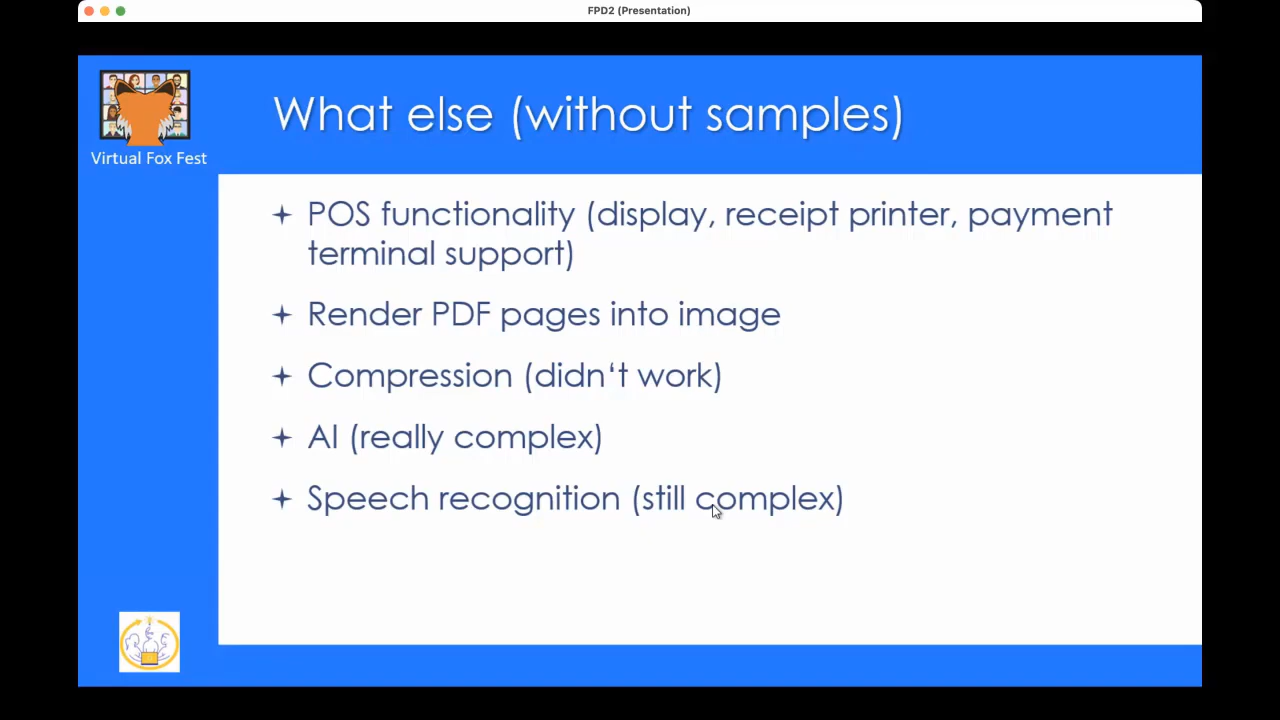 FPD2 (Presentation)
Virtual Fox Fest
What else (without samples)
POS functionality (display, receipt printer, payment
terminal support)
Render PDF pages into image
Compression (didn‘t work)
AI (really complex)
Speech recognition (still complex)